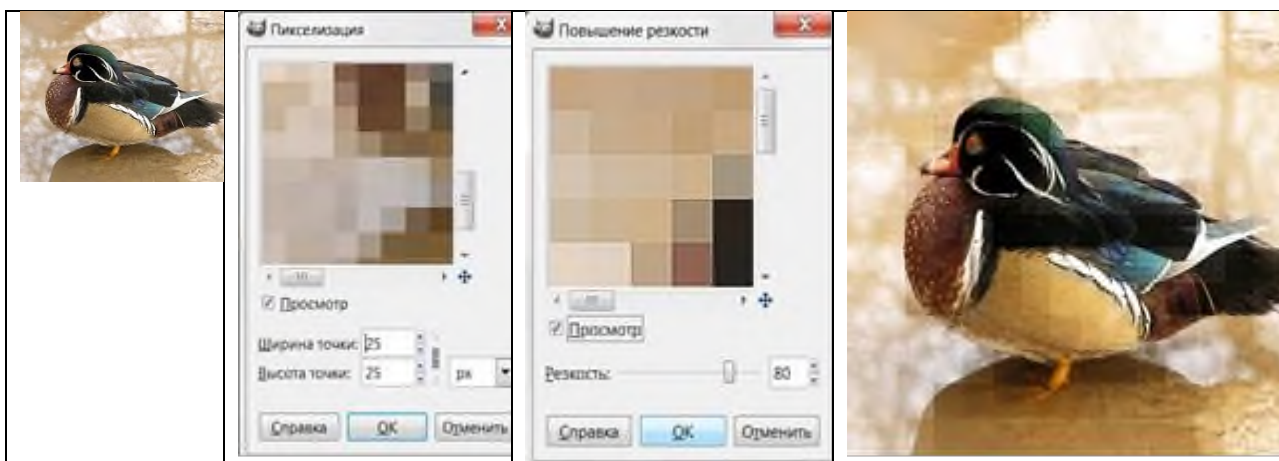 Пикселизация
Просмотр
Ширина точки: 25
Высота точки: 25
px
Справка
OK
Отменить
Повышение резкости
Просмотр
Резкость: 80
Справка
OK
Отменить